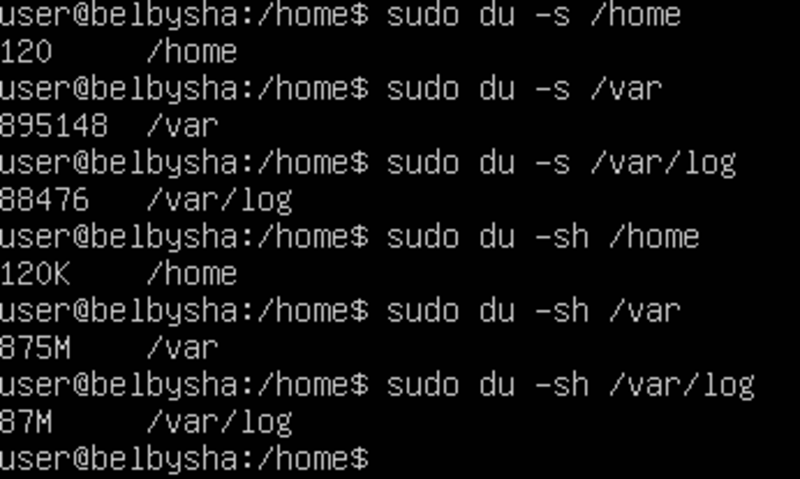 user@belbysha:/home$ sudo du -s /home
120     /home
user@belbysha:/home$ sudo du -s /var
895148  /var
user@belbysha:/home$ sudo du -s /var/log
88476   /var/log
user@belbysha:/home$ sudo du -sh /home
120K    /home
user@belbysha:/home$ sudo du -sh /var
875M    /var
user@belbysha:/home$ sudo du -sh /var/log
87M     /var/log
user@belbysha:/home$